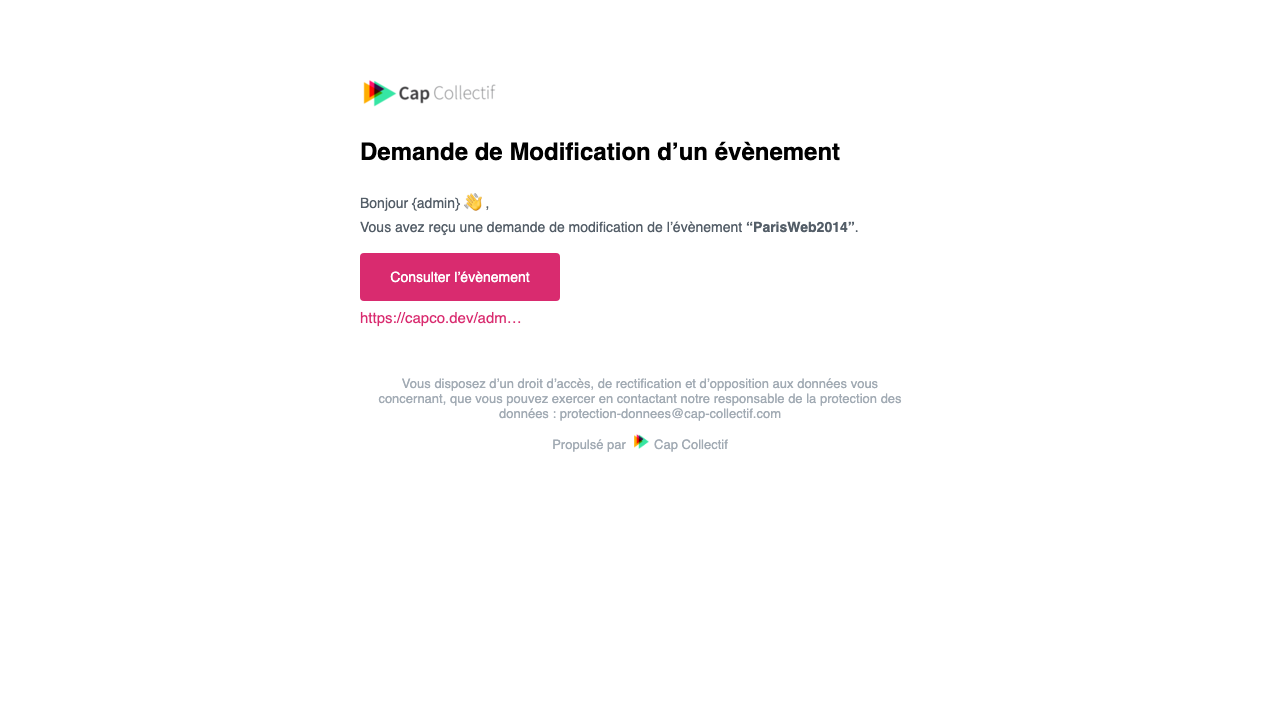 Cap Collectif
Demande de Modification d’un évènement
Bonjour {admin} 👋 ,
Vous avez reçu une demande de modification de l’évènement “ParisWeb2014”.
Consulter l’évènement
https://capco.dev/adm…
Vous disposez d’un droit d’accès, de rectification et d’opposition aux données vous
concernant, que vous pouvez exercer en contactant notre responsable de la protection des
données : protection-donnees@cap-collectif.com
Propulsé par Cap Collectif